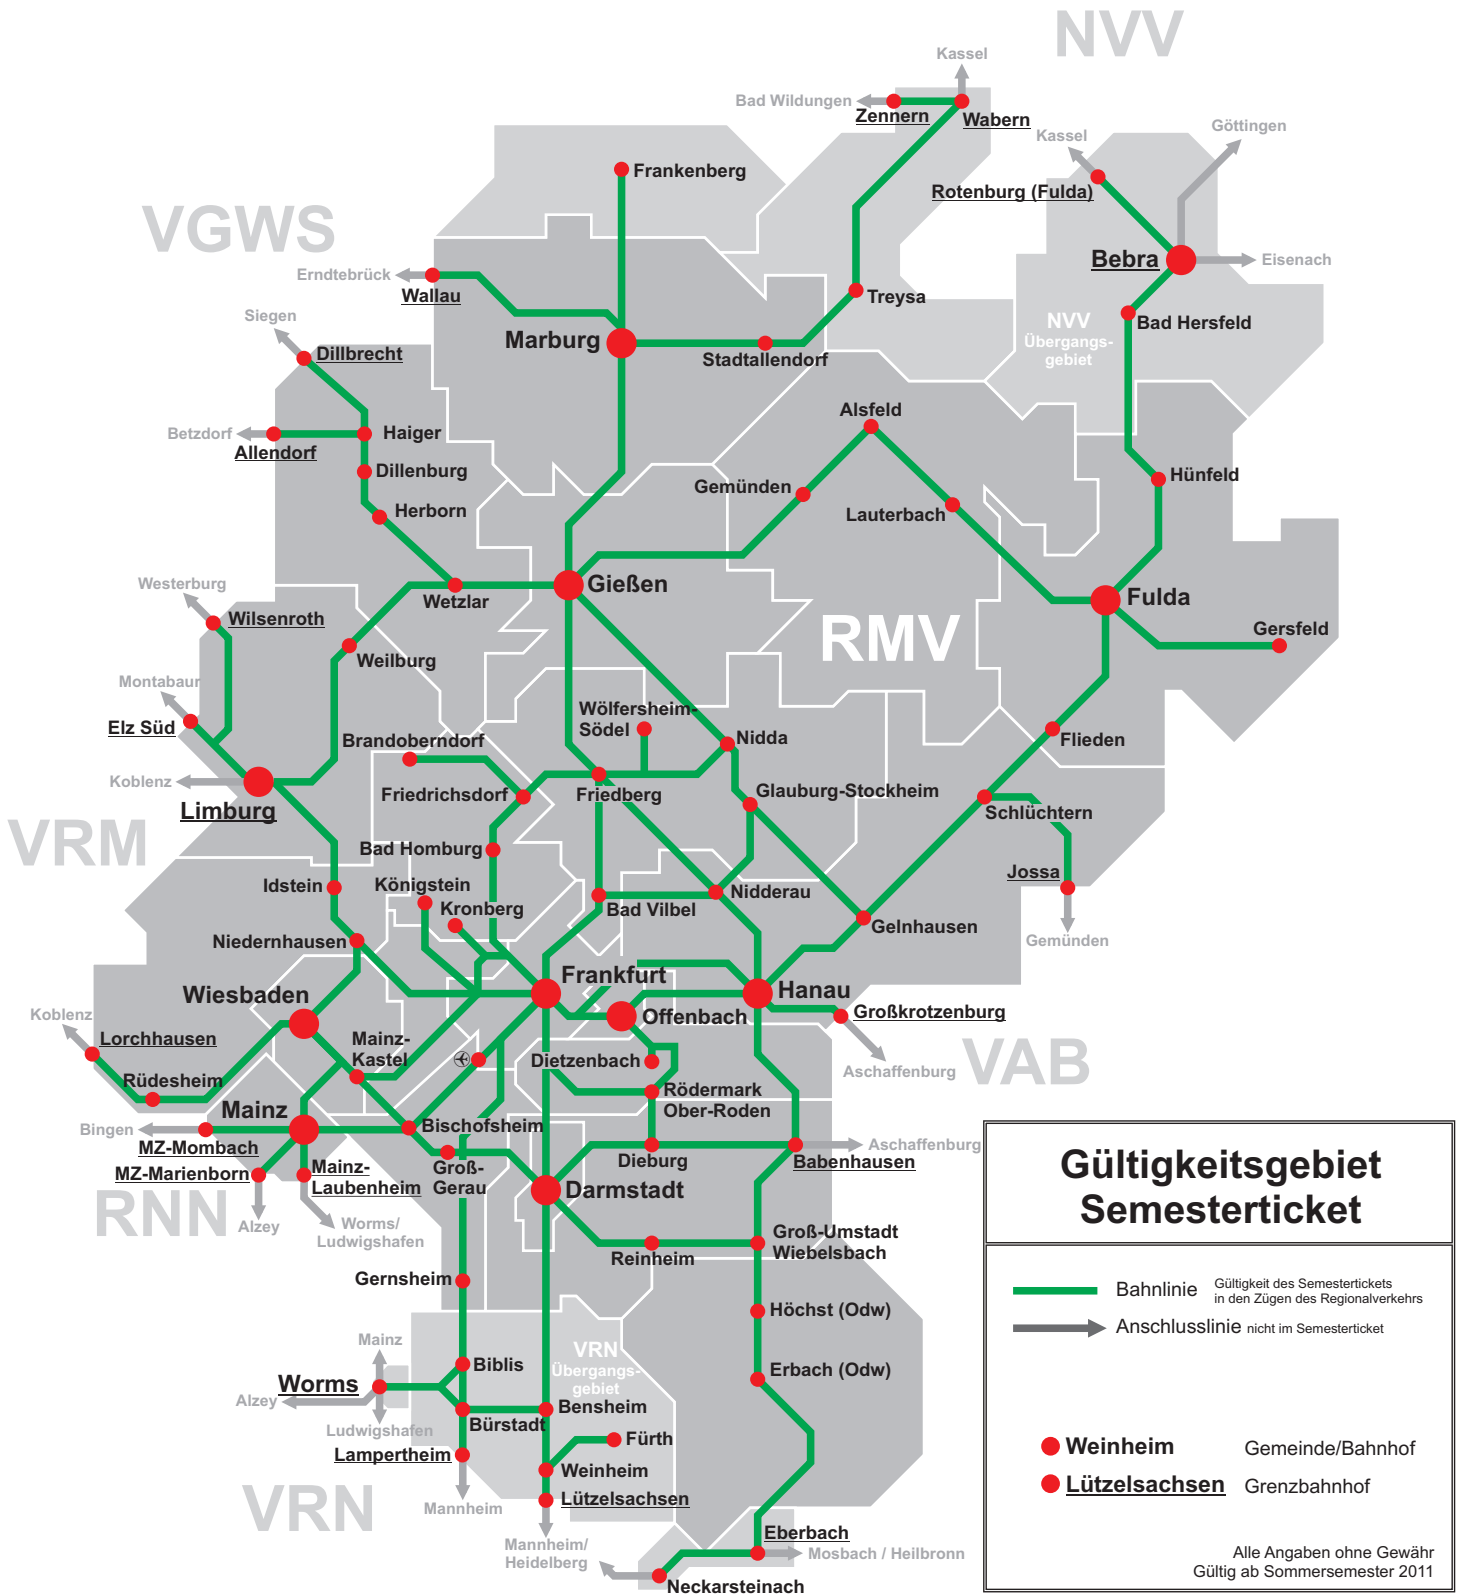 NVV
Kassel
Bad Wildungen
Zennern
Wabern
Göttingen
Kassel
Frankenberg
Rotenburg (Fulda)
VGWS
Bebra
Eisenach
Erndtebrück
Wallau
Treysa
Siegen
NVV
Übergangs-
gebiet
Bad Hersfeld
Marburg
Stadtallendorf
Dillbrecht
Alsfeld
Betzdorf
Haiger
Allendorf
Dillenburg
Gemünden
Hünfeld
Herborn
Lauterbach
Westerburg
Gießen
Wetzlar
Fulda
Wilsenroth
RMV
Gersfeld
Weilburg
Montabaur
Elz Süd
Wölfersheim-
Södel
Brandoberndorf
Nidda
Flieden
Koblenz
Friedrichsdorf
Friedberg
Glauburg-Stockheim
Limburg
Schlüchtern
VRM
Bad Homburg
Jossa
Idstein
Königstein
Nidderau
Kronberg
Bad Vilbel
Gelnhausen
Niedernhausen
Gemünden
Frankfurt
Wiesbaden
Hanau
Koblenz
Offenbach
Großkrotzenburg
Lorchhausen
Mainz-
Kastel
Dietzenbach
VAB
Aschaffenburg
Rüdesheim
Rödermark
Ober-Roden
Mainz
Bingen
Bischofsheim
MZ-Mombach
Aschaffenburg
Groß-
Gerau
Dieburg
Babenhausen
MZ-Marienborn
Mainz-
Laubenheim
Darmstadt
RNN
Alzey
Worms/
Ludwigshafen
Groß-Umstadt
Wiebelsbach
Reinheim
Gernsheim
Höchst (Odw)
Mainz
VRN
Übergangs-
gebiet
Biblis
Erbach (Odw)
Worms
Alzey
Bensheim
Bürstadt
Ludwigshafen
Fürth
Lampertheim
Weinheim
VRN
Mannheim
Lützelsachsen
Mannheim/
Heidelberg
Eberbach
Mosbach / Heilbronn
Neckarsteinach
Gültigkeitsgebiet
Semesterticket
Bahnlinie
Gültigkeit des Semestertickets
in den Zügen des Regionalverkehrs
Anschlusslinie nicht im Semesterticket
Weinheim Gemeinde/Bahnhof
Lützelsachsen Grenzbahnhof
Alle Angaben ohne Gewähr
Gültig ab Sommersemester 2011